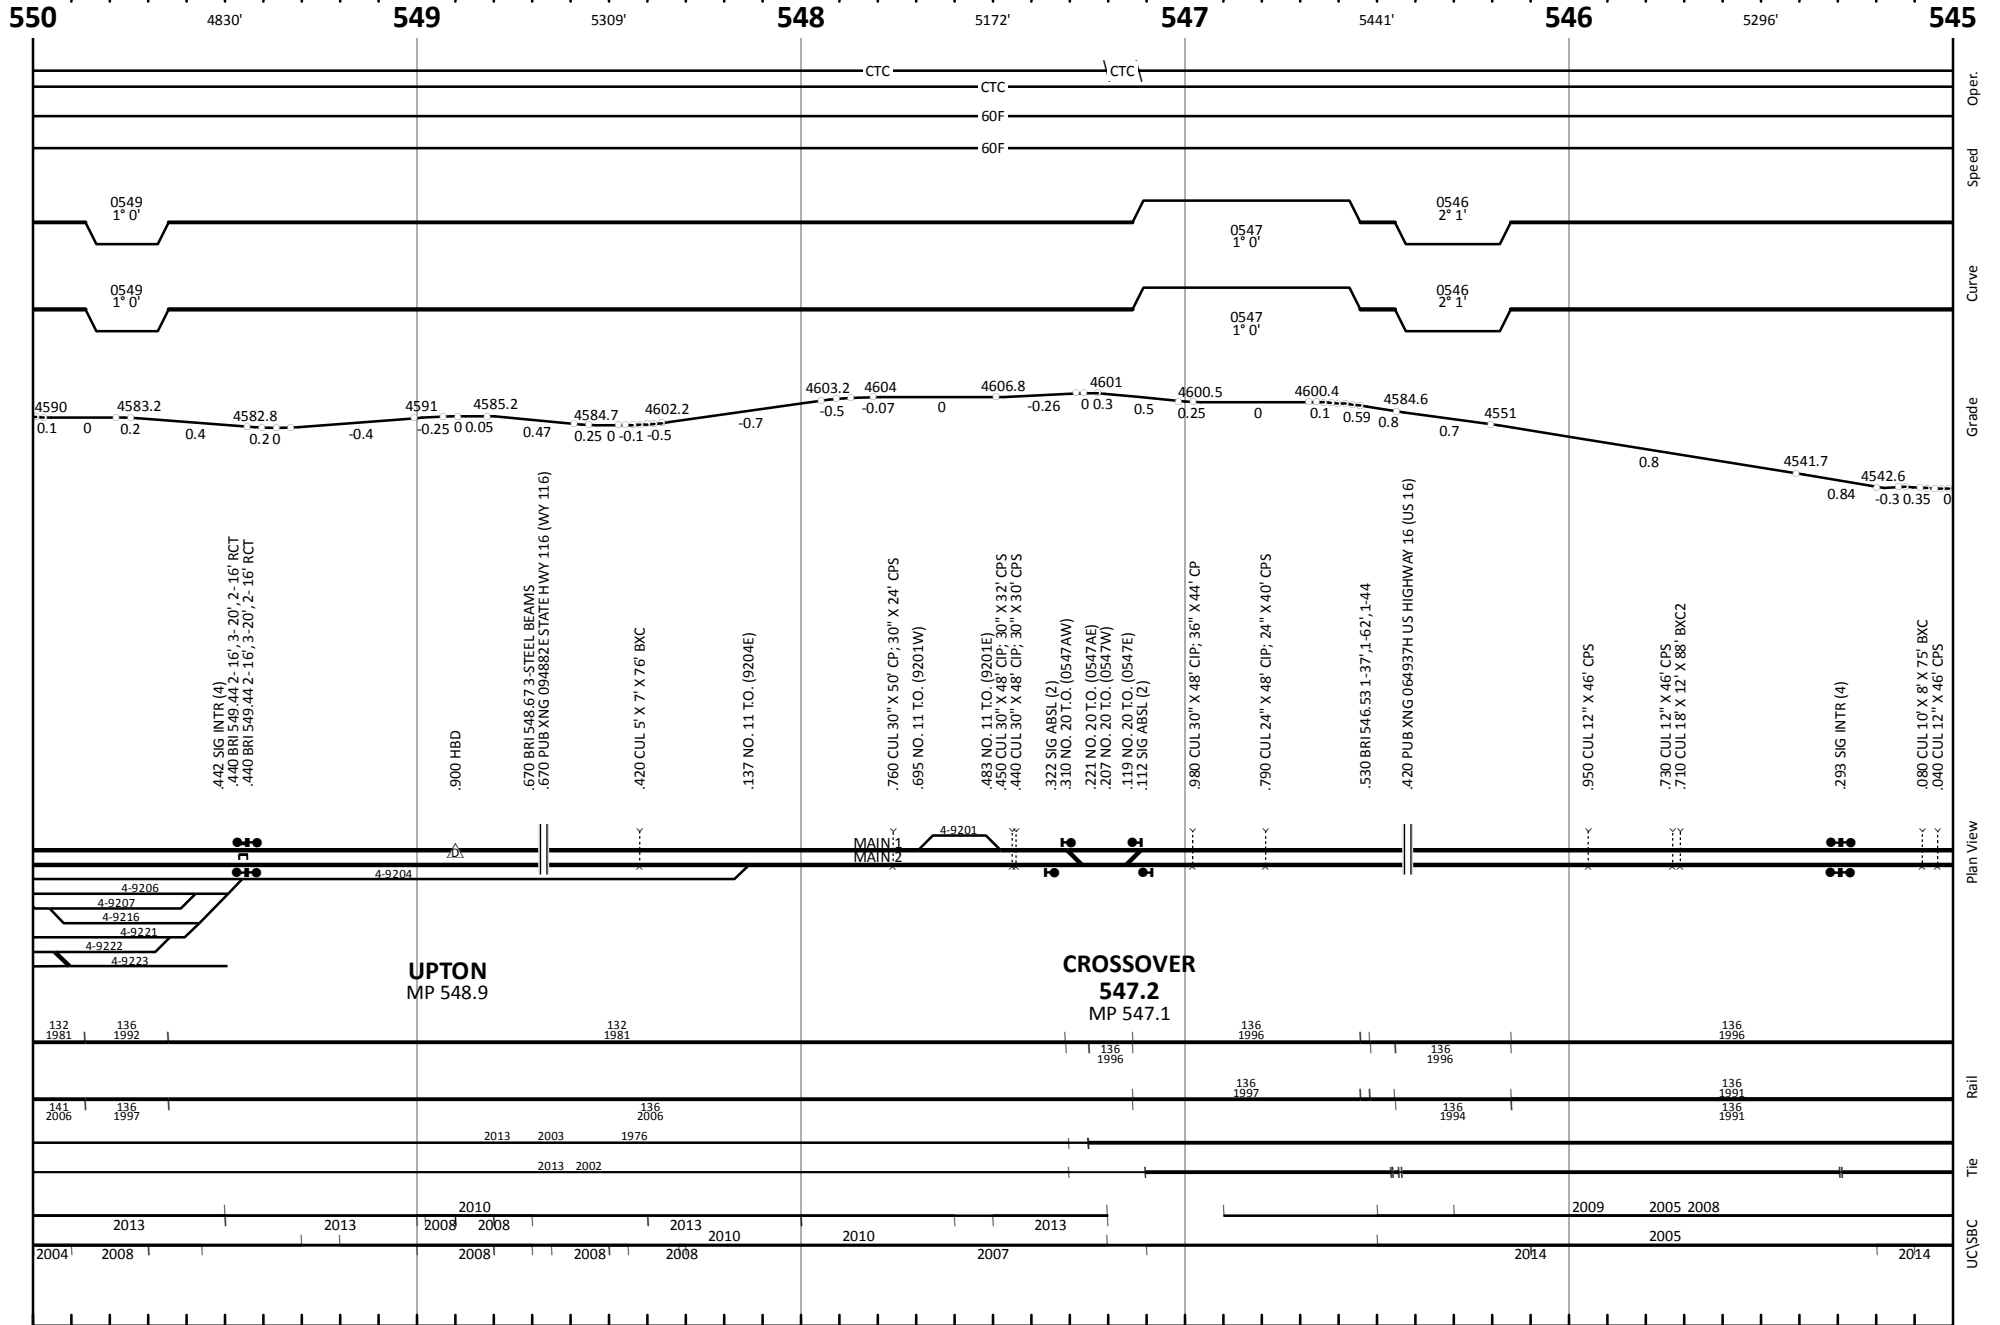 550 4830' 549 5309' 548 5172' 547 5441' 546 5296' 545
CTC CTC
CTC
Oper.
60F
60F
Speed
0549
1° 0'
0547
1° 0'
0546
2° 1'
0549
1° 0'
0547
1° 0'
0546
2° 1'
Curve
4590 4583.2 4582.8 4591 4585.2 4584.7 4602.2 4603.2 4604 4606.8 4601 4600.5 4600.4 4584.6 4551 4541.7 4542.6
0.1 0 0.2 0.4 0.2 0 -0.4 -0.25 0 0.05 0.47 0.25 0 -0.1 -0.5 -0.7 -0.5 -0.07 0 -0.26 0 0.3 0.5 0.25 0 0.1 0.59 0.8 0.7 0.8 0.84 -0.3 0.35 0
Grade
.442 SIG INTR (4)
.440 BRI 549.44 2- 16', 3- 20', 2- 16' RCT
.440 BRI 549.44 2- 16', 3-20', 2- 16' RCT
.900 HBD
.670 BRI 548.67 3-STEEL BEAMS
.670 PUB XNG 094882E STATE HWY 116 (WY 116)
.420 CUL 5' X 7' X 76' BXC
.137 NO. 11 T.O. (9204E)
.760 CUL 30" X 50' CP; 30" X 24' CPS
.695 NO. 11 T.O. (9201W)
.483 NO. 11 T.O. (9201E)
.450 CUL 30" X 48' CIP; 30" X 32' CPS
.440 CUL 30" X 48' CIP; 30" X 30' CPS
.322 SIG ABSL (2)
.310 NO. 20 T.O. (0547AW)
.221 NO. 20 T.O. (0547AE)
.207 NO. 20 T.O. (0547W)
.119 NO. 20 T.O. (0547E)
.112 SIG ABSL (2)
.980 CUL 30" X 48' CIP; 36" X 44' CP
.790 CUL 24" X 48' CIP; 24" X 40' CPS
.530 BRI 546.53 1-37',1-62',1-44
.420 PUB XNG 064937H US HIGHWAY 16 (US 16)
.950 CUL 12" X 46' CPS
.730 CUL 12" X 46' CPS
.710 CUL 18' X 12' X 88' BXC2
.293 SIG INTR (4)
.080 CUL 10' X 8' X 75' BXC
.040 CUL 12" X 46' CPS
D
4-9201
MAIN 1
MAIN 2
4-9204
4-9206
4-9207
4-9216
4-9221
4-9222
4-9223
Plan View
UPTON
MP 548.9
CROSSOVER
547.2
MP 547.1
132 136 132 136 136
1981 1992 1981 1996 1996
136 136
1996 1996
136 136
1997 1991
141 136 136 136 136
2006 1997 2006 1994 1991
Rail
2013 2003 1976
2013 2002
Tie
2010 2009 2005 2008
2013 2013 2008 2008 2013 2013
2010 2010 2005
2004 2008 2008 2008 2008 2007 2014 2014
UC\SBC